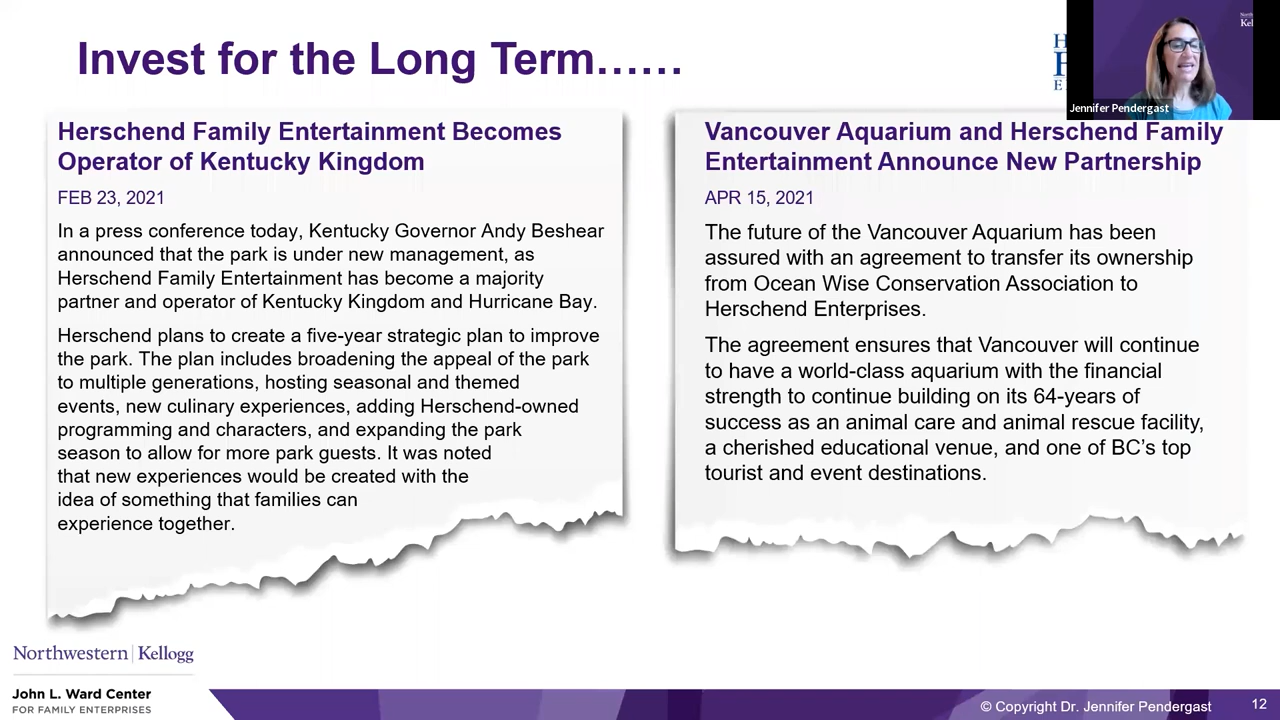 Invest for the Long Term……
Jennifer Pendergast
Herschend Family Entertainment Becomes
Operator of Kentucky Kingdom
FEB 23, 2021
In a press conference today, Kentucky Governor Andy Beshear
announced that the park is under new management, as
Herschend Family Entertainment has become a majority
partner and operator of Kentucky Kingdom and Hurricane Bay.
Herschend plans to create a five-year strategic plan to improve
the park. The plan includes broadening the appeal of the park
to multiple generations, hosting seasonal and themed
events, new culinary experiences, adding Herschend-owned
programming and characters, and expanding the park
season to allow for more park guests. It was noted
that new experiences would be created with the
idea of something that families can
experience together.
Vancouver Aquarium and Herschend Family
Entertainment Announce New Partnership
APR 15, 2021
The future of the Vancouver Aquarium has been
assured with an agreement to transfer its ownership
from Ocean Wise Conservation Association to
Herschend Enterprises.
The agreement ensures that Vancouver will continue
to have a world-class aquarium with the financial
strength to continue building on its 64-years of
success as an animal care and animal rescue facility,
a cherished educational venue, and one of BC’s top
tourist and event destinations.
Northwestern | Kellogg
John L. Ward Center
FOR FAMILY ENTERPRISES
© Copyright Dr. Jennifer Pendergast
12